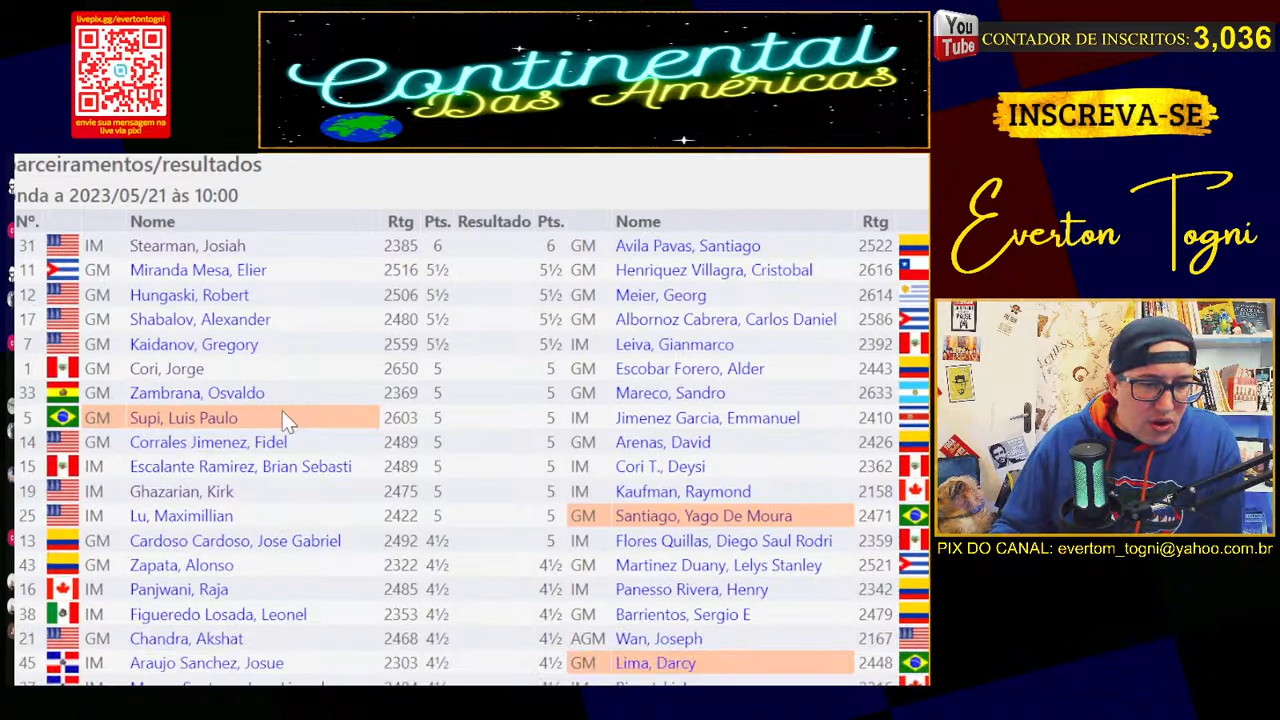 livepix.gg/evertontogni
envie sua mensagem na
live via pix!
Continental
Das Américas
You
Tube
CONTADOR DE INSCRITOS: 3,036
INSCREVA-SE
Everton
Togni
arceiramentos/resultados
nda a 2023/05/21 às 10:00
Nº. Nome Rtg Pts. Resultado Pts. Nome Rtg
31 IM Stearman, Josiah 2385 6 6 GM Avila Pavas, Santiago 2522
11 GM Miranda Mesa, Elier 2516 5½ 5½ GM Henriquez Villagra, Cristobal 2616
12 GM Hungaski, Robert 2506 5½ 5½ GM Meier, Georg 2614
17 GM Shabalov, Alexander 2480 5½ 5½ GM Albornoz Cabrera, Carlos Daniel 2586
7 GM Kaidanov, Gregory 2559 5½ 5½ IM Leiva, Gianmarco 2392
1 GM Cori, Jorge 2650 5 5 GM Escobar Forero, Alder 2443
33 GM Zambrana, Osvaldo 2369 5 5 GM Mareco, Sandro 2633
5 GM Supi, Luis Paulo 2603 5 5 IM Jimenez Garcia, Emmanuel 2410
14 GM Corrales Jimenez, Fidel 2489 5 5 GM Arenas, David 2426
15 IM Escalante Ramirez, Brian Sebasti 2489 5 5 IM Cori T., Deysi 2362
19 IM Ghazarian, Kirk 2475 5 5 IM Kaufman, Raymond 2158
25 IM Lu, Maximillian 2422 5 5 GM Santiago, Yago De Moura 2471
13 GM Cardoso Cardoso, Jose Gabriel 2492 4½ 5 IM Flores Quillas, Diego Saul Rodri 2359
43 GM Zapata, Alonso 2322 4½ 4½ GM Martinez Duany, Lelys Stanley 2521
16 IM Panjwani, Raja 2485 4½ 4½ IM Panesso Rivera, Henry 2342
38 IM Figueredo Losada, Leonel 2353 4½ 4½ GM Barrientos, Sergio E 2479
21 GM Chandra, Akshat 2468 4½ 4½ AGM Wan, Joseph 2167
45 IM Araujo Sanchez, Josue 2303 4½ 4½ GM Lima, Darcy 2448
CHESS
PIX DO CANAL: evertom_togni@yahoo.com.br